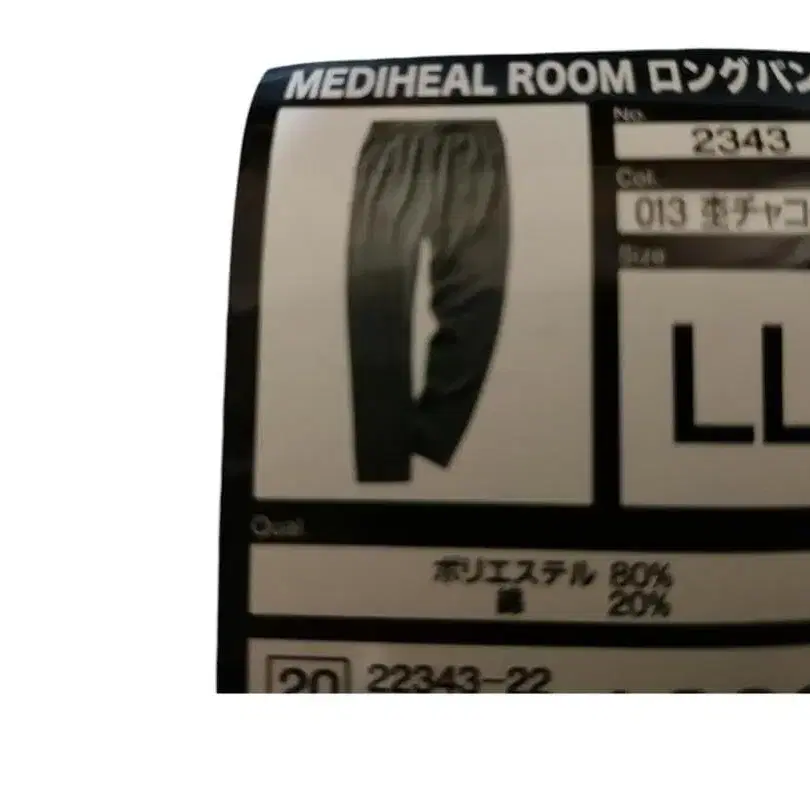 MEDIHEAL ROOM ロングパン
No.
2343
Col.
013 杢チャコ
Size
LL
Qual.
ポリエステル 80%
綿 20%
20 22343-22